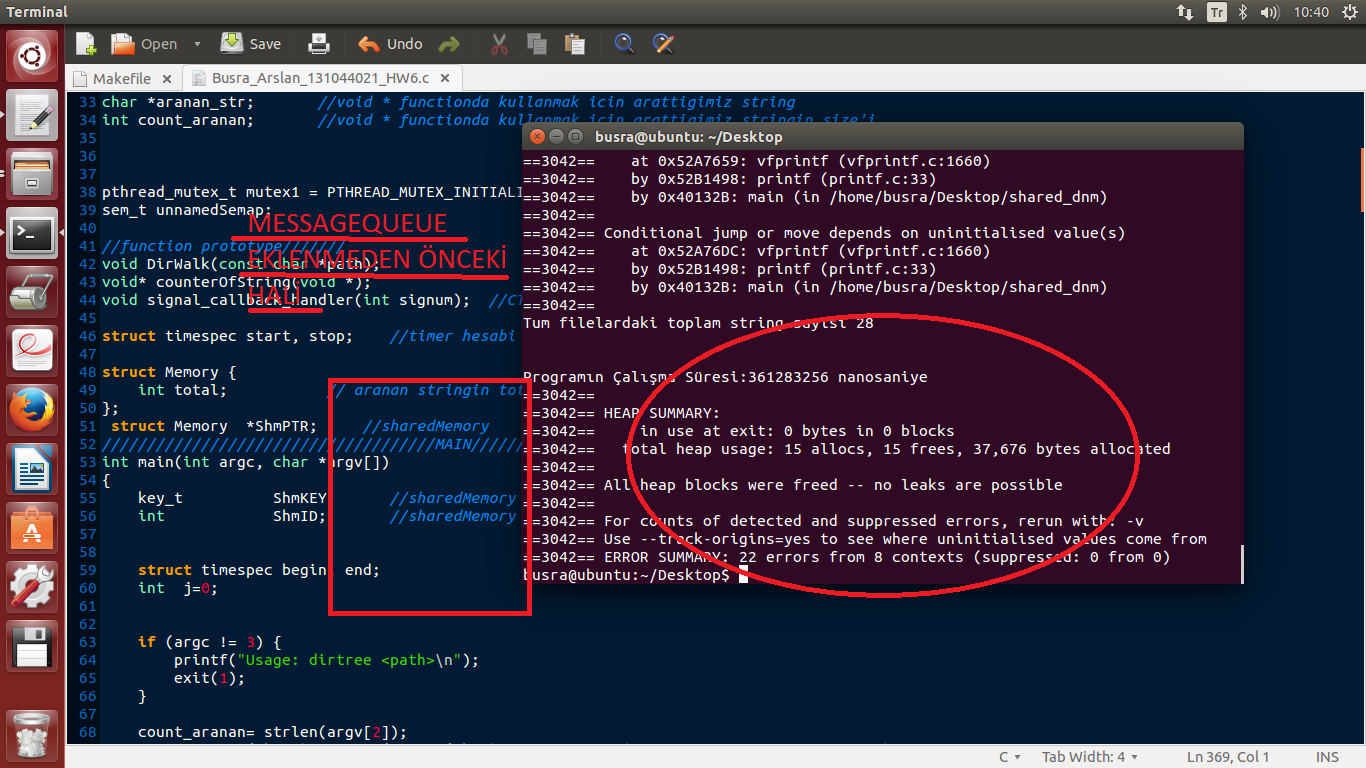 Terminal
Tr
10:40
Open
Save
Undo
Makefile
Busra_Arslan_131044021_HW6.c
33 char *aranan_str; //void * functionda kullanmak icin arattigimiz string
34 int count_aranan; //void * functionda kullanmak icin arattigimiz stringin size'i
35
36
37
38 pthread_mutex_t mutex1 = PTHREAD_MUTEX_INITIALI
39 sem_t unnamedSemap;
40
41 //function prototype///////
42 void DirWalk(const char *path);
43 void* counterOfString(void *);
44 void signal_callback_handler(int signum); //CT
45
46 struct timespec start, stop; //timer hesabi
47
48 struct Memory {
49 int total; // aranan stringin tot
50 };
51 struct Memory *ShmPTR; //sharedMemory
52 /////////////////////////////////////MAIN//////
53 int main(int argc, char *argv[])
54 {
55 key_t ShmKEY //sharedMemory
56 int ShmID; //sharedMemory
57
58
59 struct timespec begin end;
60 int j=0;
61
62
63 if (argc != 3) {
64 printf("Usage: dirtree <path>\n");
65 exit(1);
66 }
67
68 count_aranan= strlen(argv[2]);
MESSAGEQUEUE
EKLENMEDEN ÖNCEKİ
HALİ
busra@ubuntu: ~/Desktop
==3042== at 0x52A7659: vfprintf (vfprintf.c:1660)
==3042== by 0x52B1498: printf (printf.c:33)
==3042== by 0x40132B: main (in /home/busra/Desktop/shared_dnm)
==3042==
==3042== Conditional jump or move depends on uninitialised value(s)
==3042== at 0x52A76DC: vfprintf (vfprintf.c:1660)
==3042== by 0x52B1498: printf (printf.c:33)
==3042== by 0x40132B: main (in /home/busra/Desktop/shared_dnm)
==3042==
Tum filelardaki toplam string sayisi 28
Programın Çalışma Süresi:361283256 nanosaniye
==3042==
==3042== HEAP SUMMARY:
==3042== in use at exit: 0 bytes in 0 blocks
==3042== total heap usage: 15 allocs, 15 frees, 37,676 bytes allocated
==3042==
==3042== All heap blocks were freed -- no leaks are possible
==3042==
==3042== For counts of detected and suppressed errors, rerun with: -v
==3042== Use --track-origins=yes to see where uninitialised values come from
==3042== ERROR SUMMARY: 22 errors from 8 contexts (suppressed: 0 from 0)
busra@ubuntu:~/Desktop$
C
Tab Width: 4
Ln 369, Col 1
INS